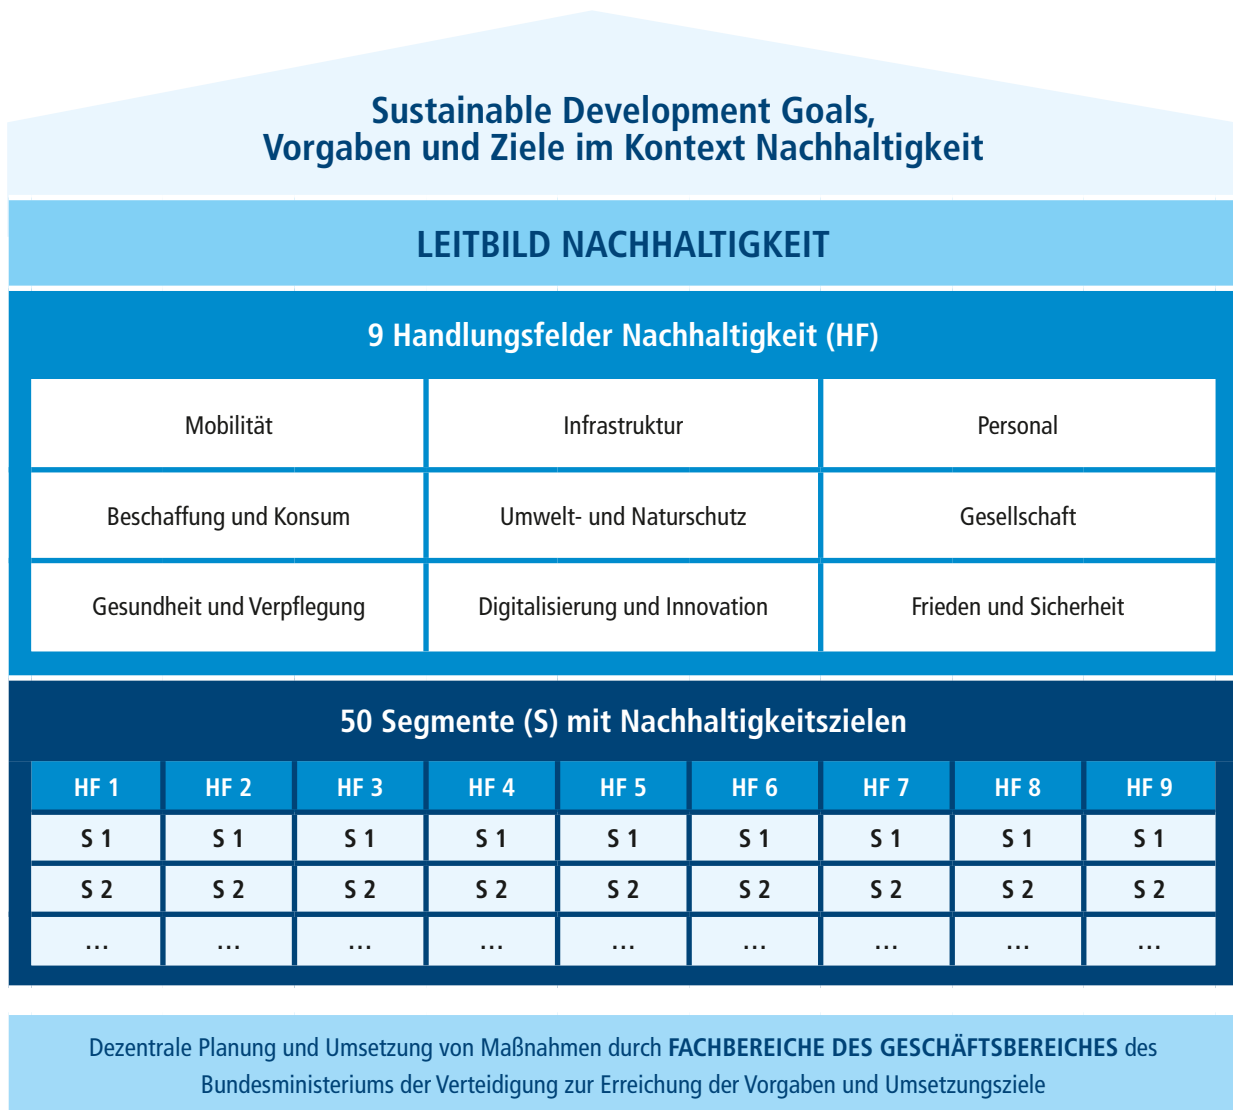 Sustainable Development Goals,
Vorgaben und Ziele im Kontext Nachhaltigkeit
LEITBILD NACHHALTIGKEIT
9 Handlungsfelder Nachhaltigkeit (HF)
Mobilität Infrastruktur Personal
Beschaffung und Konsum Umwelt- und Naturschutz Gesellschaft
Gesundheit und Verpflegung Digitalisierung und Innovation Frieden und Sicherheit
50 Segmente (S) mit Nachhaltigkeitszielen
HF 1 HF 2 HF 3 HF 4 HF 5 HF 6 HF 7 HF 8 HF 9
S 1 S 1 S 1 S 1 S 1 S 1 S 1 S 1 S 1
S 2 S 2 S 2 S 2 S 2 S 2 S 2 S 2 S 2
... ... ... ... ... ... ... ... ...
Dezentrale Planung und Umsetzung von Maßnahmen durch FACHBEREICHE DES GESCHÄFTSBEREICHES des
Bundesministeriums der Verteidigung zur Erreichung der Vorgaben und Umsetzungsziele